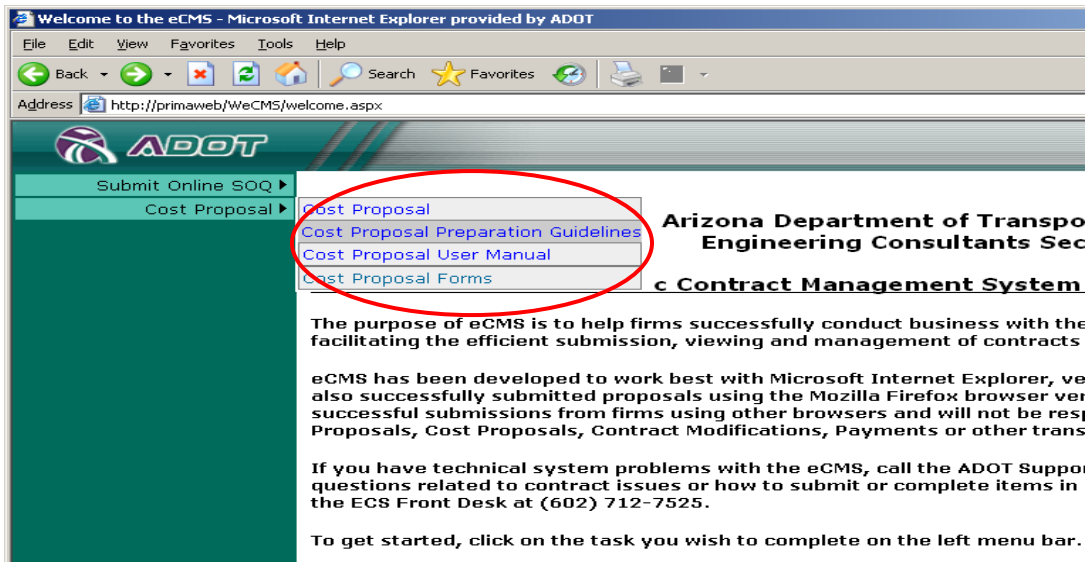 Welcome to the eCMS - Microsoft Internet Explorer provided by ADOT
File Edit View Favorites Tools Help
Back Search Favorites
Address http://primaweb/WeCMS/welcome.aspx
ADOT
Submit Online SOQ
Cost Proposal
Cost Proposal
Cost Proposal Preparation Guidelines
Cost Proposal User Manual
Cost Proposal Forms
Arizona Department of Transpo
Engineering Consultants Sec
c Contract Management System
The purpose of eCMS is to help firms successfully conduct business with the
facilitating the efficient submission, viewing and management of contracts
eCMS has been developed to work best with Microsoft Internet Explorer, ve
also successfully submitted proposals using the Mozilla Firefox browser ver
successful submissions from firms using other browsers and will not be resp
Proposals, Cost Proposals, Contract Modifications, Payments or other trans
If you have technical system problems with the eCMS, call the ADOT Suppor
questions related to contract issues or how to submit or complete items in
the ECS Front Desk at (602) 712-7525.
To get started, click on the task you wish to complete on the left menu bar.